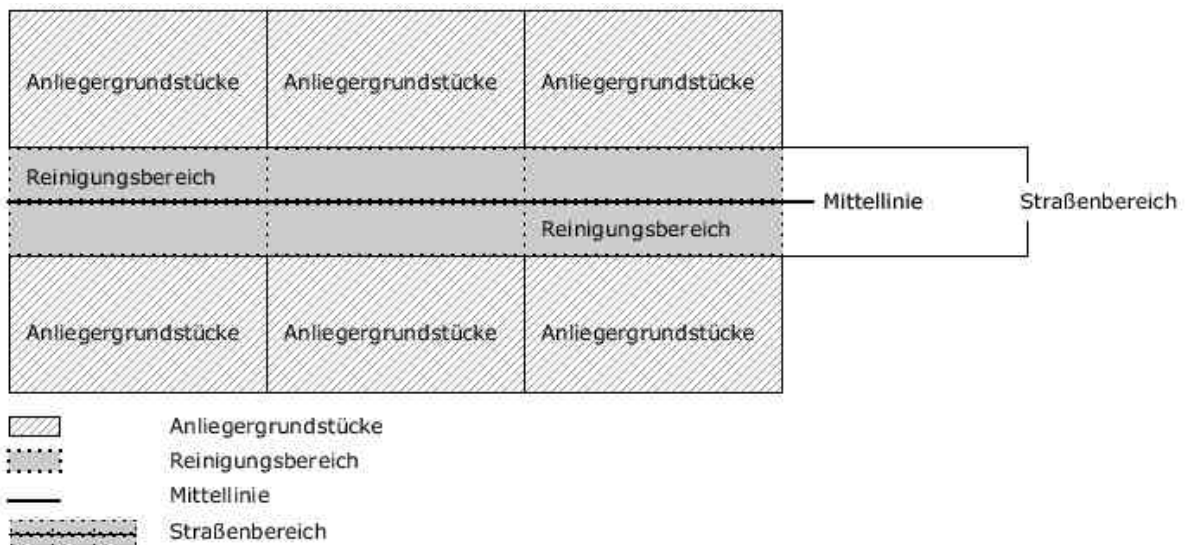 Anliegergrundstücke Anliegergrundstücke Anliegergrundstücke
Reinigungsbereich
Mittellinie Straßenbereich
Reinigungsbereich
Anliegergrundstücke Anliegergrundstücke Anliegergrundstücke
Anliegergrundstücke
Reinigungsbereich
Mittellinie
Straßenbereich